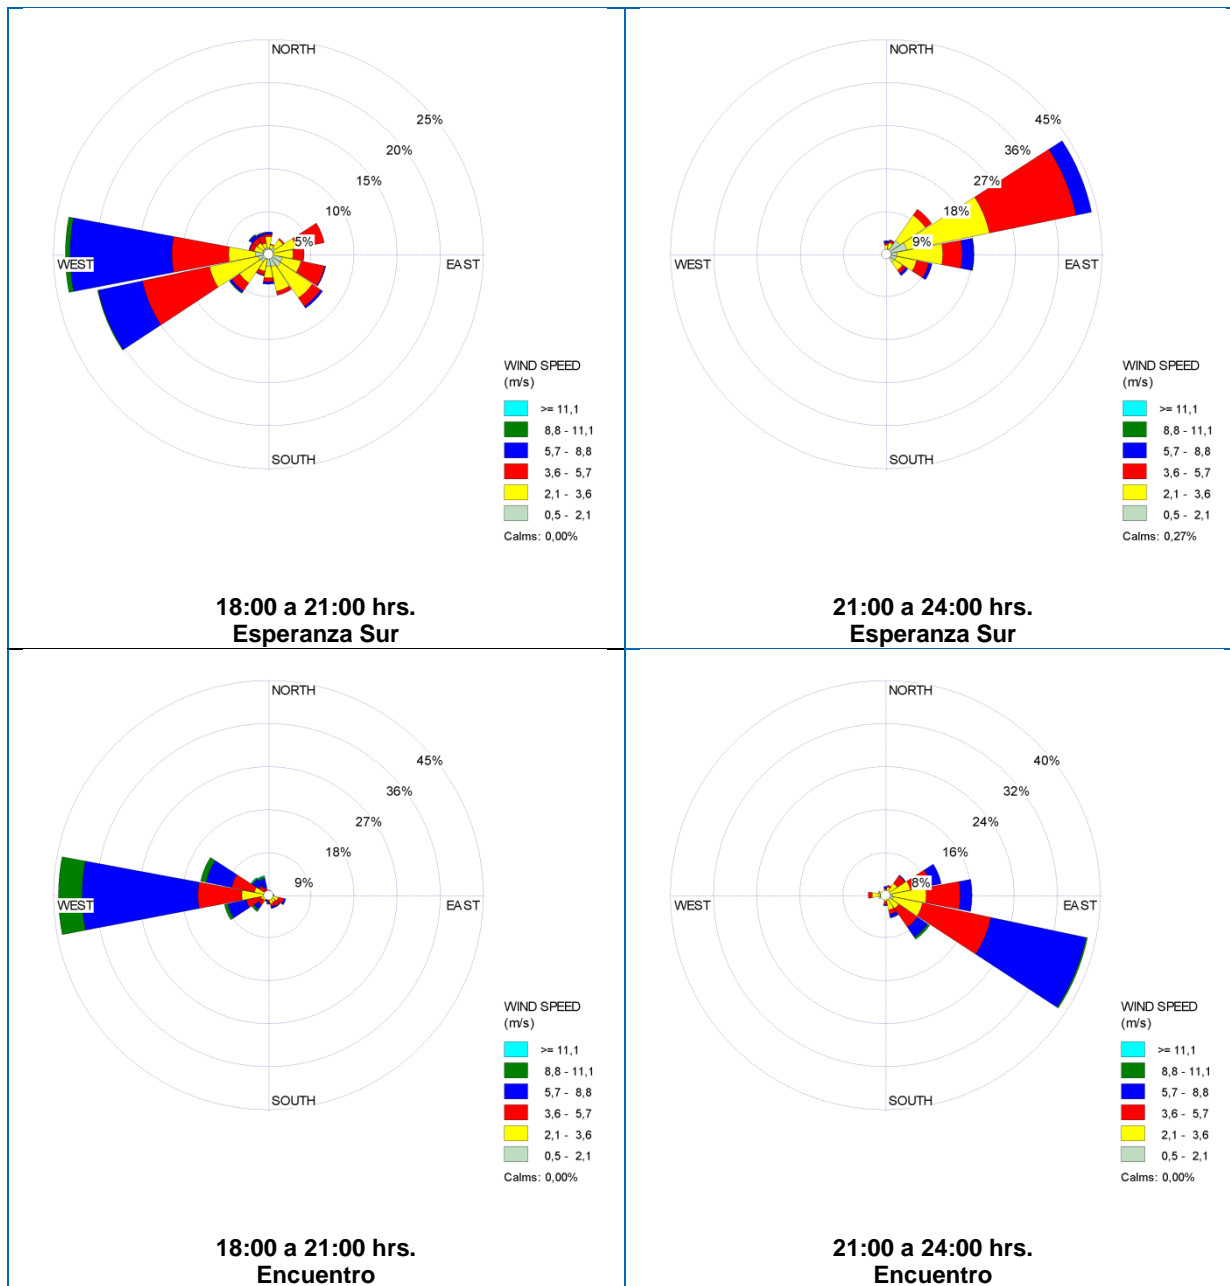 NORTH
25%
20%
15%
10%
5%
WEST
EAST
SOUTH
WIND SPEED
(m/s)
>= 11,1
8,8 - 11,1
5,7 - 8,8
3,6 - 5,7
2,1 - 3,6
0,5 - 2,1
Calms: 0,00%
18:00 a 21:00 hrs.
Esperanza Sur
NORTH
45%
36%
27%
18%
9%
WEST
EAST
SOUTH
WIND SPEED
(m/s)
>= 11,1
8,8 - 11,1
5,7 - 8,8
3,6 - 5,7
2,1 - 3,6
0,5 - 2,1
Calms: 0,27%
21:00 a 24:00 hrs.
Esperanza Sur
NORTH
45%
36%
27%
18%
9%
WEST
EAST
SOUTH
WIND SPEED
(m/s)
>= 11,1
8,8 - 11,1
5,7 - 8,8
3,6 - 5,7
2,1 - 3,6
0,5 - 2,1
Calms: 0,00%
18:00 a 21:00 hrs.
Encuentro
NORTH
40%
32%
24%
16%
8%
WEST
EAST
SOUTH
WIND SPEED
(m/s)
>= 11,1
8,8 - 11,1
5,7 - 8,8
3,6 - 5,7
2,1 - 3,6
0,5 - 2,1
Calms: 0,00%
21:00 a 24:00 hrs.
Encuentro